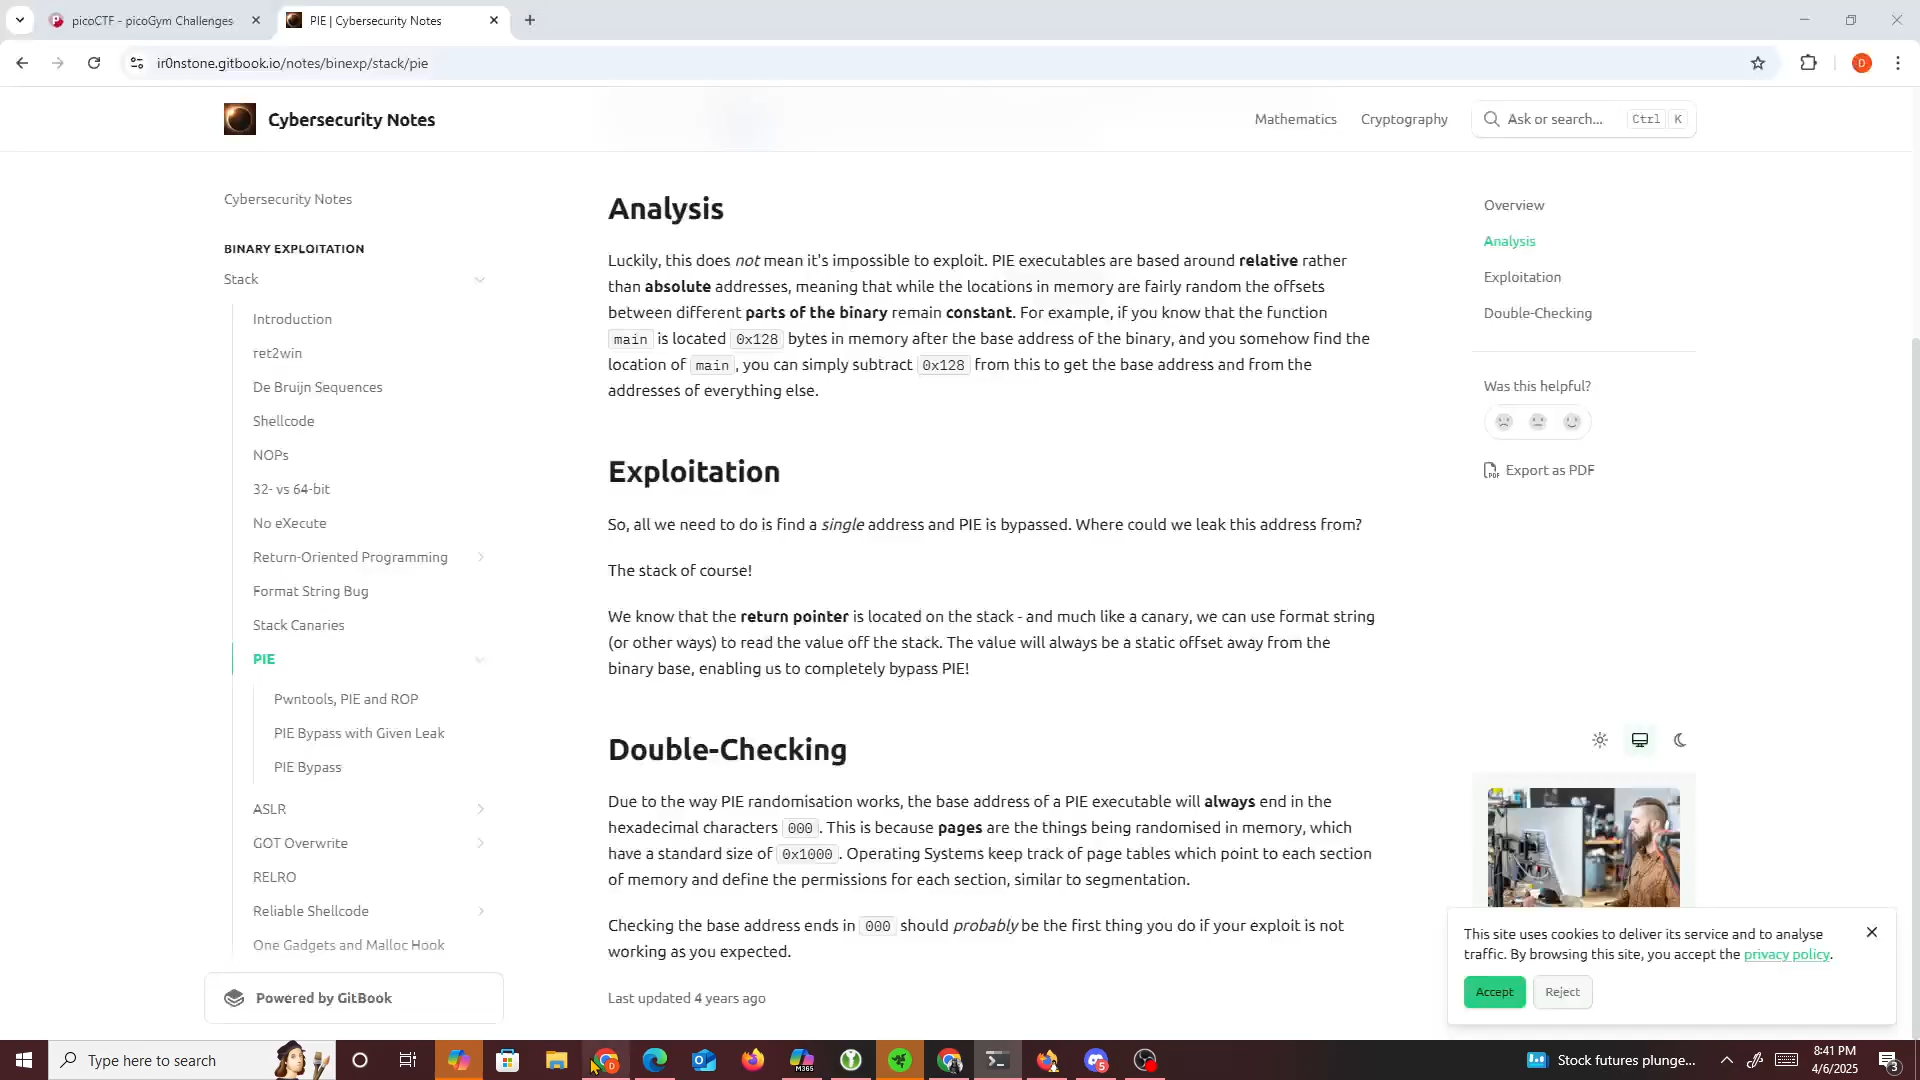 picoCTF - picoGym Challenges
PIE | Cybersecurity Notes
ir0nstone.gitbook.io/notes/binexp/stack/pie
D
Cybersecurity Notes
Mathematics
Cryptography
Ask or search...
Ctrl K
Cybersecurity Notes
BINARY EXPLOITATION
Stack
Introduction
ret2win
De Bruijn Sequences
Shellcode
NOPs
32- vs 64-bit
No eXecute
Return-Oriented Programming
Format String Bug
Stack Canaries
PIE
Pwntools, PIE and ROP
PIE Bypass with Given Leak
PIE Bypass
ASLR
GOT Overwrite
RELRO
Reliable Shellcode
One Gadgets and Malloc Hook
Powered by GitBook
Analysis
Luckily, this does not mean it's impossible to exploit. PIE executables are based around relative rather
than absolute addresses, meaning that while the locations in memory are fairly random the offsets
between different parts of the binary remain constant. For example, if you know that the function
main is located 0x128 bytes in memory after the base address of the binary, and you somehow find the
location of main, you can simply subtract 0x128 from this to get the base address and from the
addresses of everything else.
Exploitation
So, all we need to do is find a single address and PIE is bypassed. Where could we leak this address from?
The stack of course!
We know that the return pointer is located on the stack - and much like a canary, we can use format string
(or other ways) to read the value off the stack. The value will always be a static offset away from the
binary base, enabling us to completely bypass PIE!
Double-Checking
Due to the way PIE randomisation works, the base address of a PIE executable will always end in the
hexadecimal characters 000. This is because pages are the things being randomised in memory, which
have a standard size of 0x1000. Operating Systems keep track of page tables which point to each section
of memory and define the permissions for each section, similar to segmentation.
Checking the base address ends in 000 should probably be the first thing you do if your exploit is not
working as you expected.
Last updated 4 years ago
Overview
Analysis
Exploitation
Double-Checking
Was this helpful?
Export as PDF
This site uses cookies to deliver its service and to analyse
traffic. By browsing this site, you accept the privacy policy.
Accept
Reject
Type here to search
M365
5
Stock futures plunge...
8:41 PM
4/6/2025
3